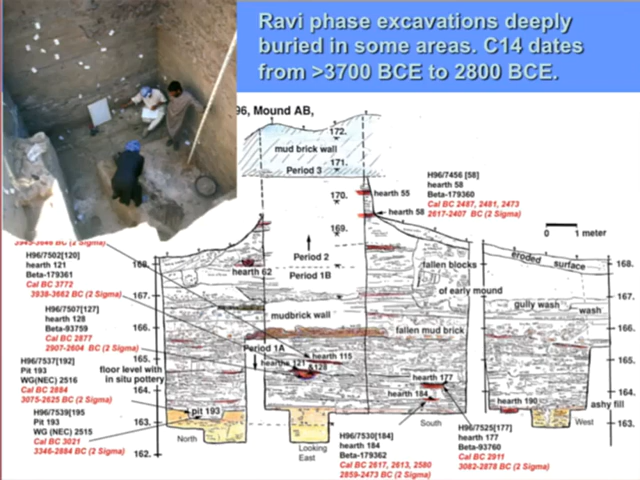 Ravi phase excavations deeply
buried in some areas. C14 dates
from >3700 BCE to 2800 BCE.
96, Mound AB,
172.
mud brick wall
171.
Period 3
170.
hearth 55
hearth 58
H96/7456 [58]
hearth 58
Beta-179360
Cal BC 2487, 2481, 2473
2617-2407 BC (2 Sigma)
0 1 meter
169.
Period 2
Period 1B
(2 Sigma)
H96/7502[120]
hearth 121
Beta-179361
Cal BC 3772
3938-3662 BC (2 Sigma)
168.
hearth 62
fallen blocks
of early mound
eroded surface
168.
H96/7507[127]
hearth 128
Beta-93759
Cal BC 2877
2907-2604 BC (2 Sigma)
167.
mudbrick wall
gully wash
wash
167.
166.
fallen mud brick
166.
H96/7537[192]
Pit 193
WG(NEC) 2516
Cal BC 2884
3075-2625 BC (2 Sigma)
floor level with
in situ pottery
165.
Period 1A
hearth 115
hearths 121
&128
165.
164.
hearth 177
hearth 184
hearth 190
164.
ashy fill
H96/7539[195
Pit 193
WG (NEC) 2515
Cal BC 3021
3346-2884 BC (2 Sigma)
pit 193
163.
163.
North
South
West
162.
Looking
East
H96/7530[184]
hearth 184
Beta-179362
Cal BC 2617, 2613, 2580
2859-2473 BC (2 Sigma)
H96/7525[177]
hearth 177
Beta-93760
Cal BC 2911
3082-2878 BC (2 Sigma)